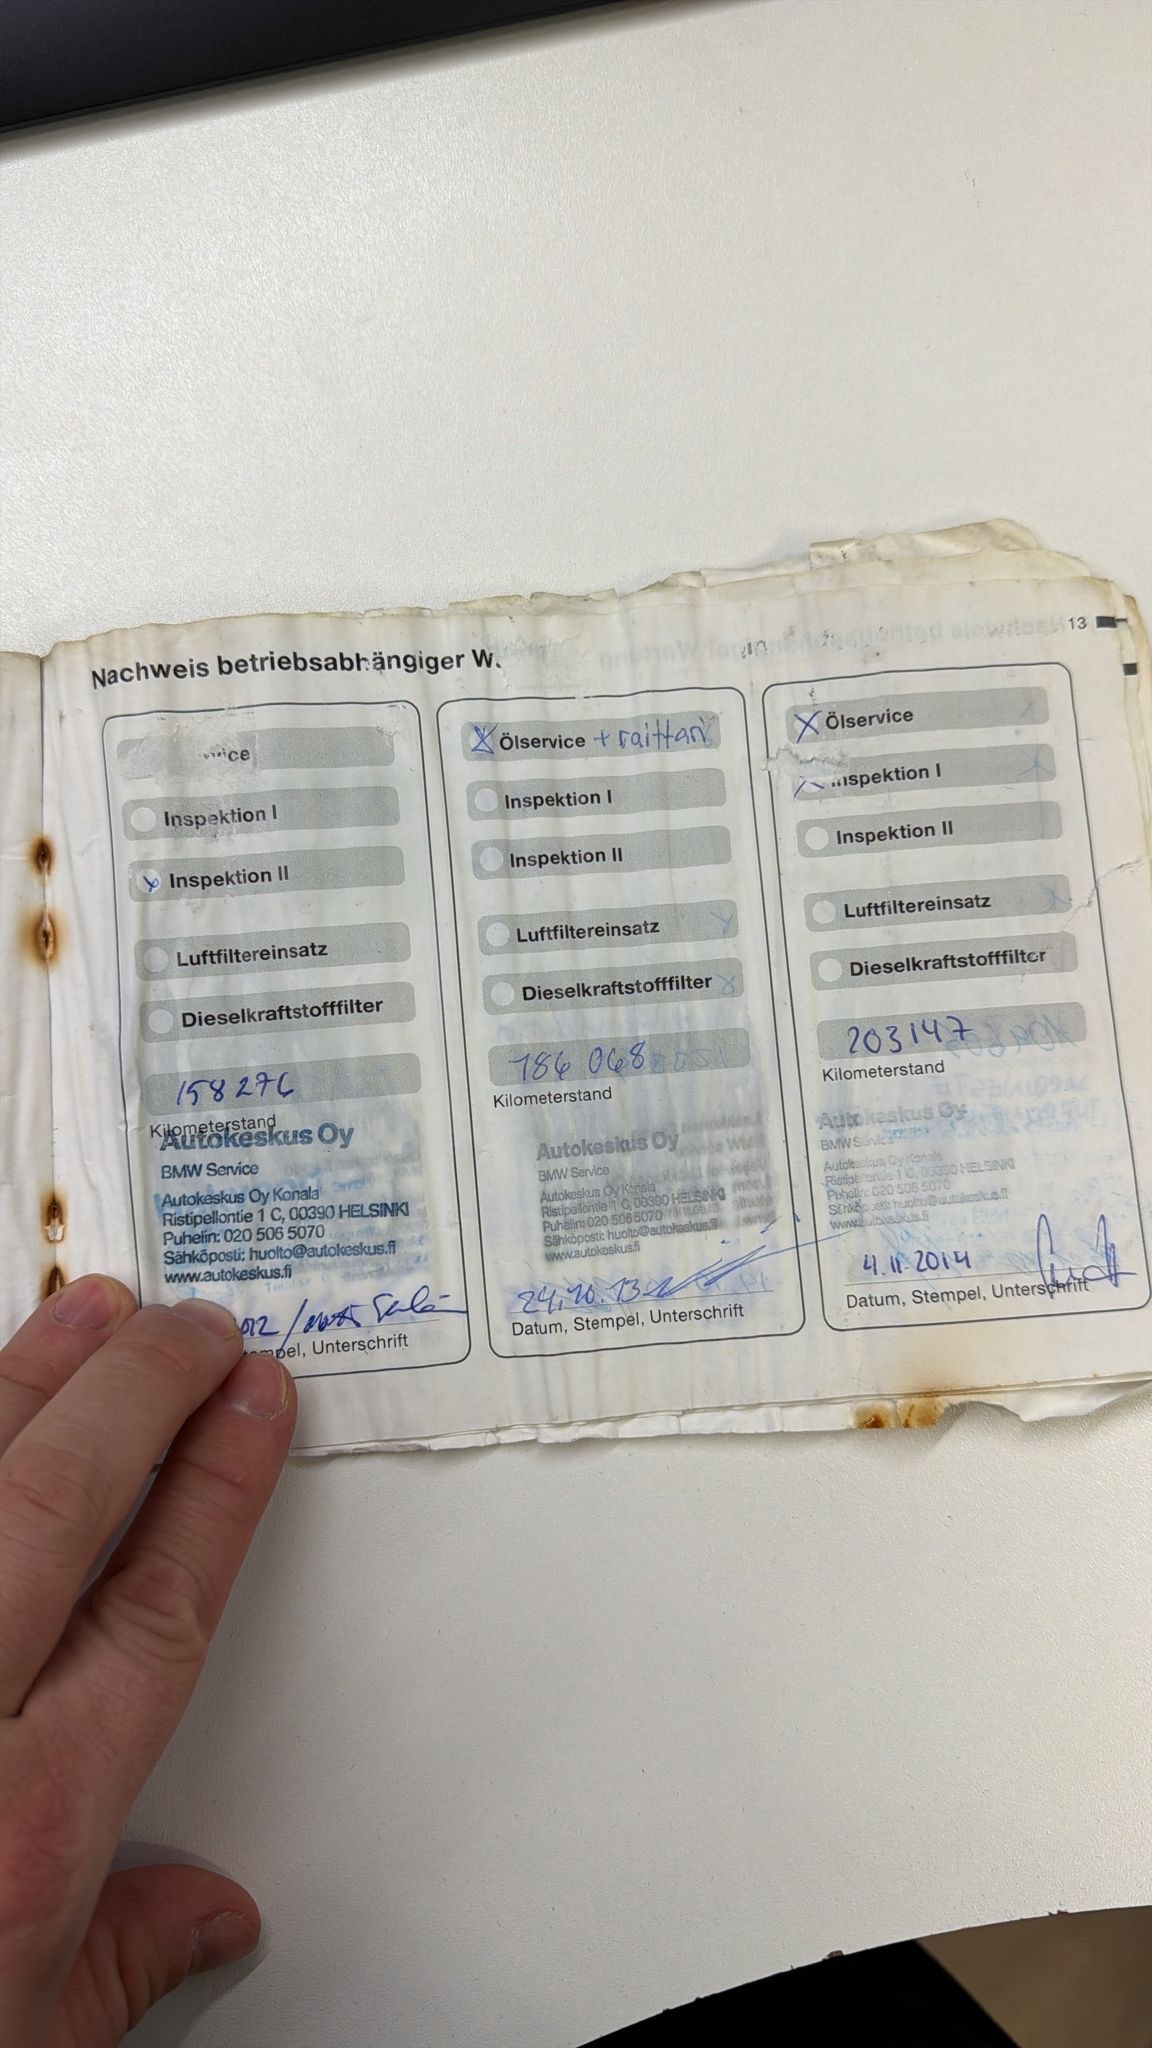 13
Nachweis betriebsabhängiger W
Inspektion I
x Inspektion II
Luftfiltereinsatz
Dieselkraftstofffilter
158 276
Kilometerstand
Autokeskus Oy
BMW Service
Autokeskus Oy Konala
Ristipellontie 1 C, 00390 HELSINKI
Puhelin: 020 506 5070
Sähköposti: huolto@autokeskus.fi
www.autokeskus.fi
Unterschrift
X Ölservice + raittari
Inspektion I
Inspektion II
Luftfiltereinsatz
Dieselkraftstofffilter
186 068
Kilometerstand
Autokeskus Oy
BMW Service
Autokeskus Oy Konala
Ristipellontie 1 C, 00390 HELSINKI
Puhelin: 020 506 5070
Sähköposti: huolto@autokeskus.fi
www.autokeskus.fi
24.10.13
Datum, Stempel, Unterschrift
X Ölservice
X Inspektion I
Inspektion II
Luftfiltereinsatz
Dieselkraftstofffilter
203147
Kilometerstand
Autokeskus Oy
BMW Service
Autokeskus Oy Konala
Ristipellontie 1 C, 00390 HELSINKI
Puhelin: 020 506 5070
Sähköposti: huolto@autokeskus.fi
www.autokeskus.fi
4.11.2014
Datum, Stempel, Unterschrift